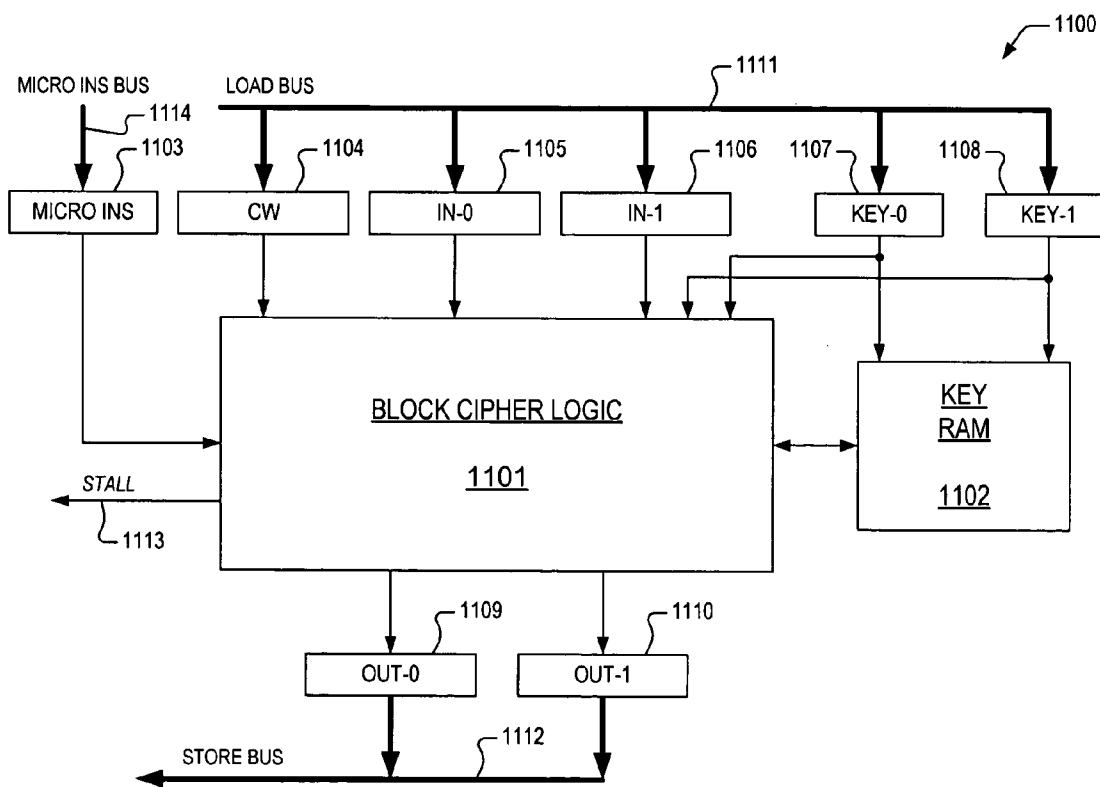 1100
MICRO INS BUS
LOAD BUS
1111
1114
1103
1104
1105
1106
1107
1108
MICRO INS
CW
IN-0
IN-1
KEY-0
KEY-1
BLOCK CIPHER LOGIC
1101
KEY
RAM
1102
STALL
1113
1109
1110
OUT-0
OUT-1
STORE BUS
1112